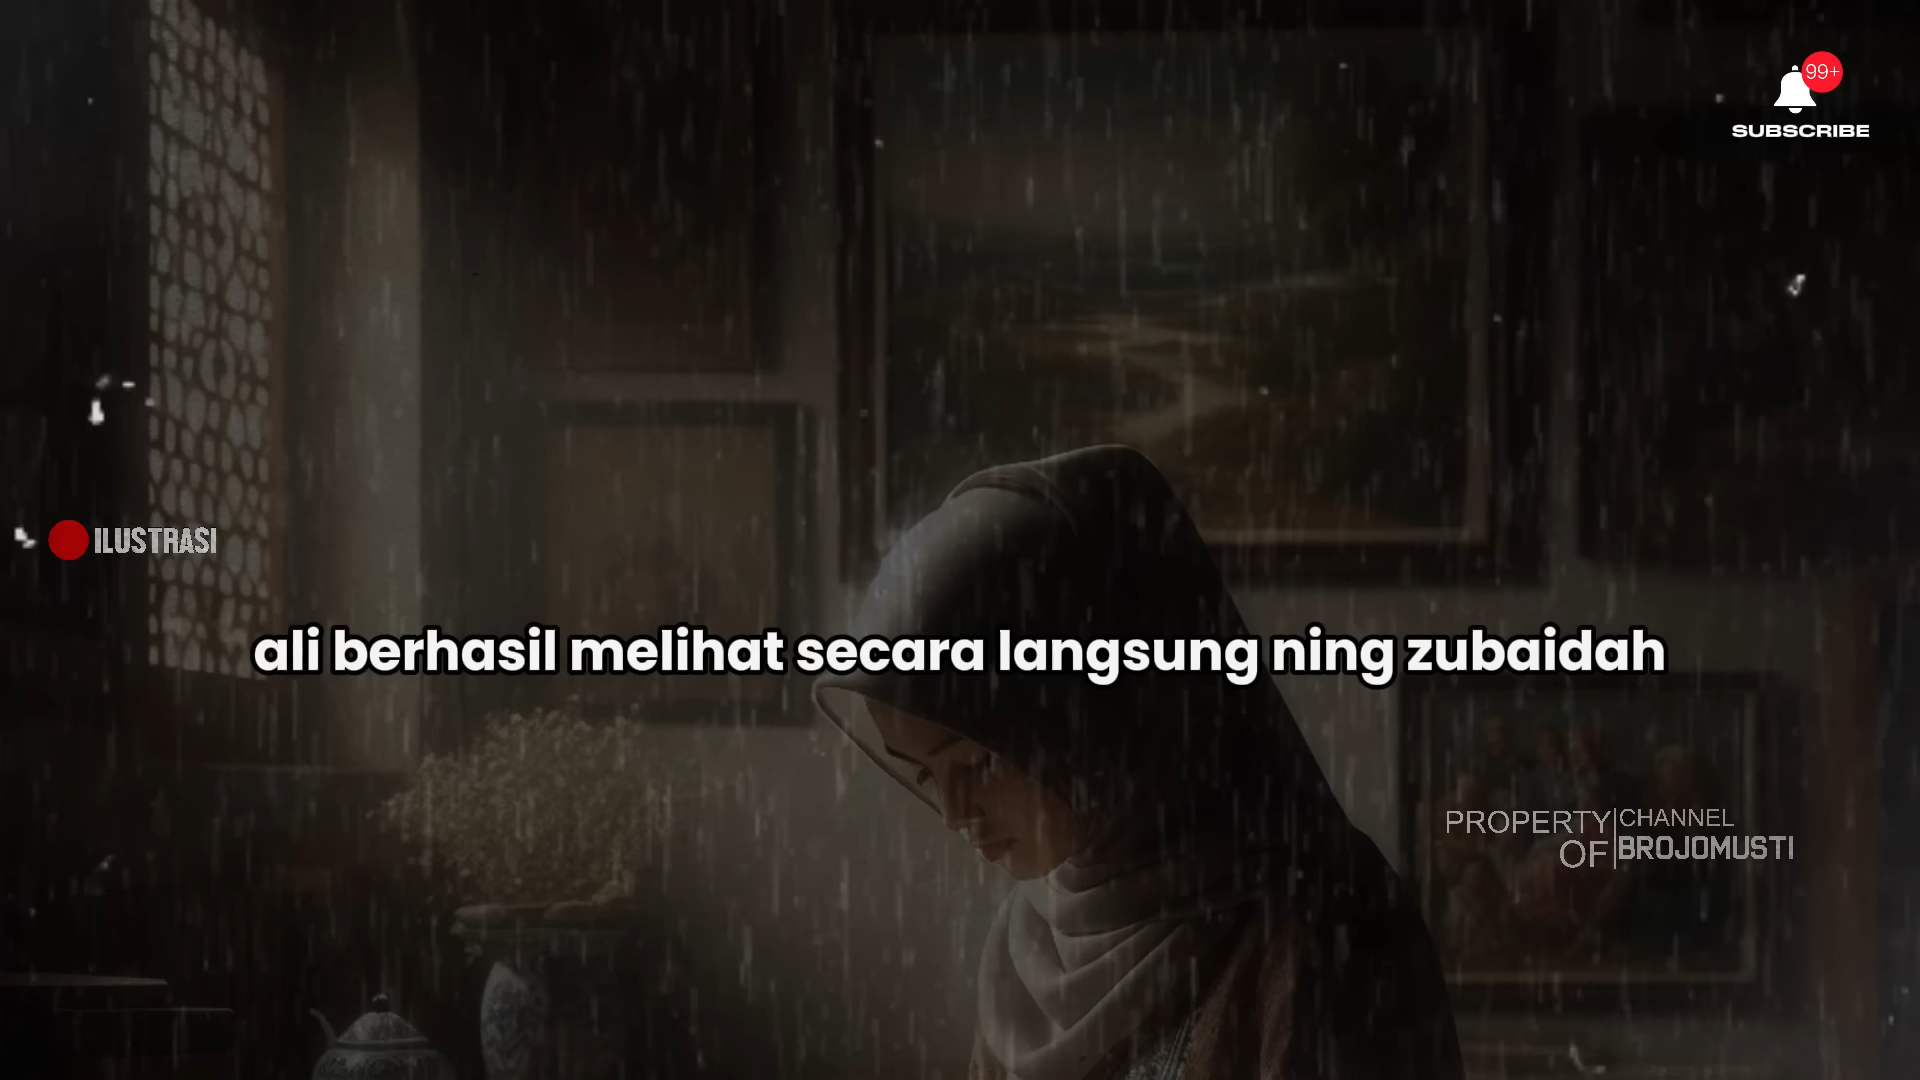 99+
SUBSCRIBE
ILUSTRASI
ali berhasil melihat secara langsung ning zubaidah
PROPERTY OF
CHANNEL
BROJOMUSTI